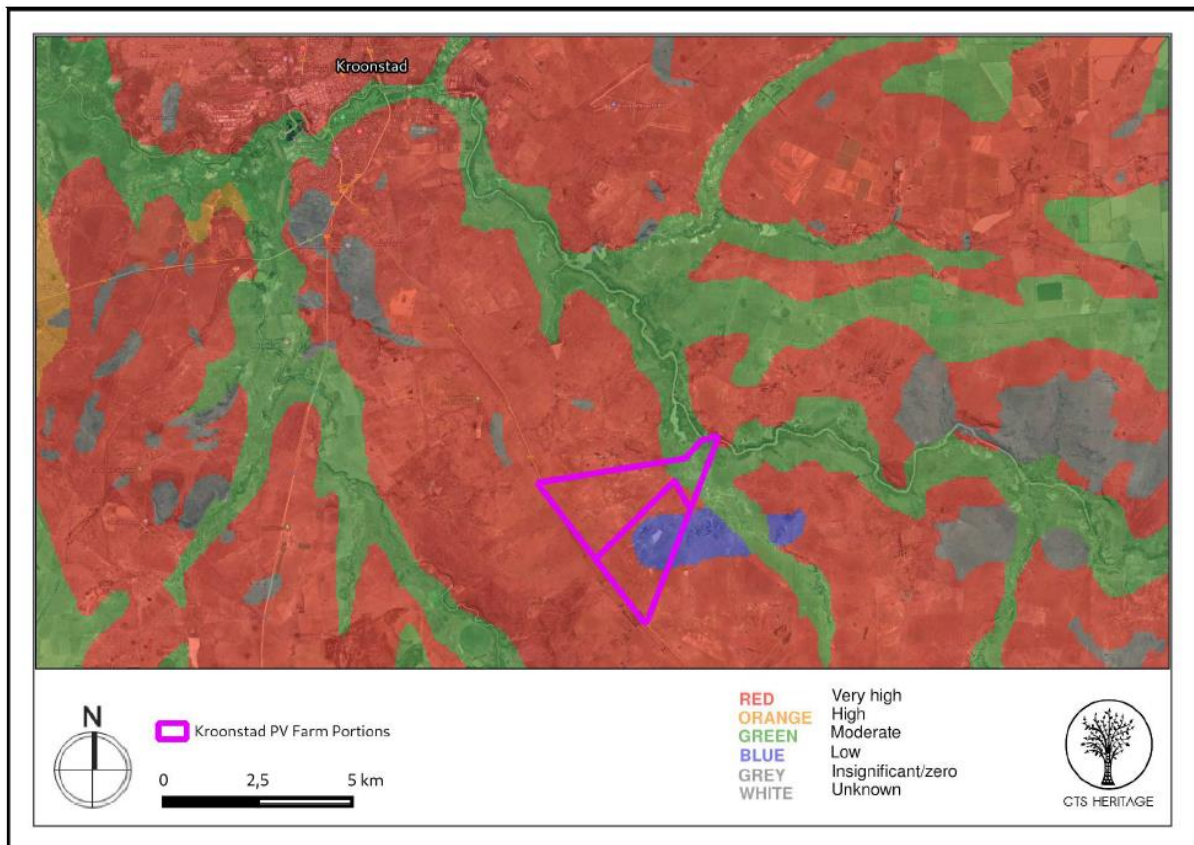 Kroonstad
N
Kroonstad PV Farm Portions
0 2,5 5 km
RED Very high
ORANGE High
GREEN Moderate
BLUE Low
GREY Insignificant/zero
WHITE Unknown
CTS HERITAGE